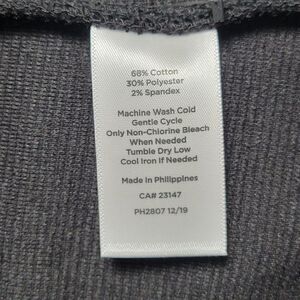 68% Cotton
30% Polyester
2% Spandex
Machine Wash Cold
Gentle Cycle
Only Non-Chlorine Bleach
When Needed
Tumble Dry Low
Cool Iron if Needed
Made in Philippines
CA# 23147
PH2807 12/19